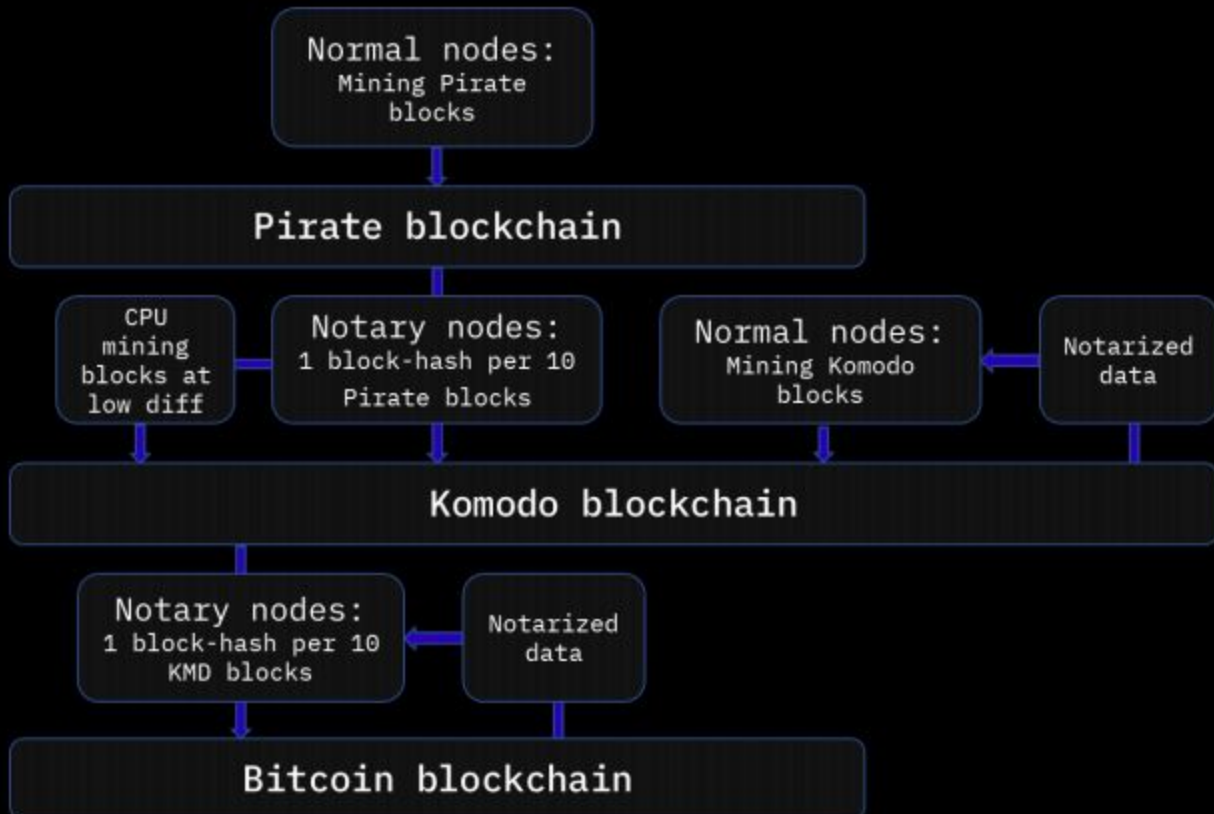 Normal nodes:
Mining Pirate
blocks
Pirate blockchain
CPU
mining
blocks at
low diff
Notary nodes:
1 block-hash per 10
Pirate blocks
Normal nodes:
Mining Komodo
blocks
Notarized
data
Komodo blockchain
Notary nodes:
1 block-hash per 10
KMD blocks
Notarized
data
Bitcoin blockchain